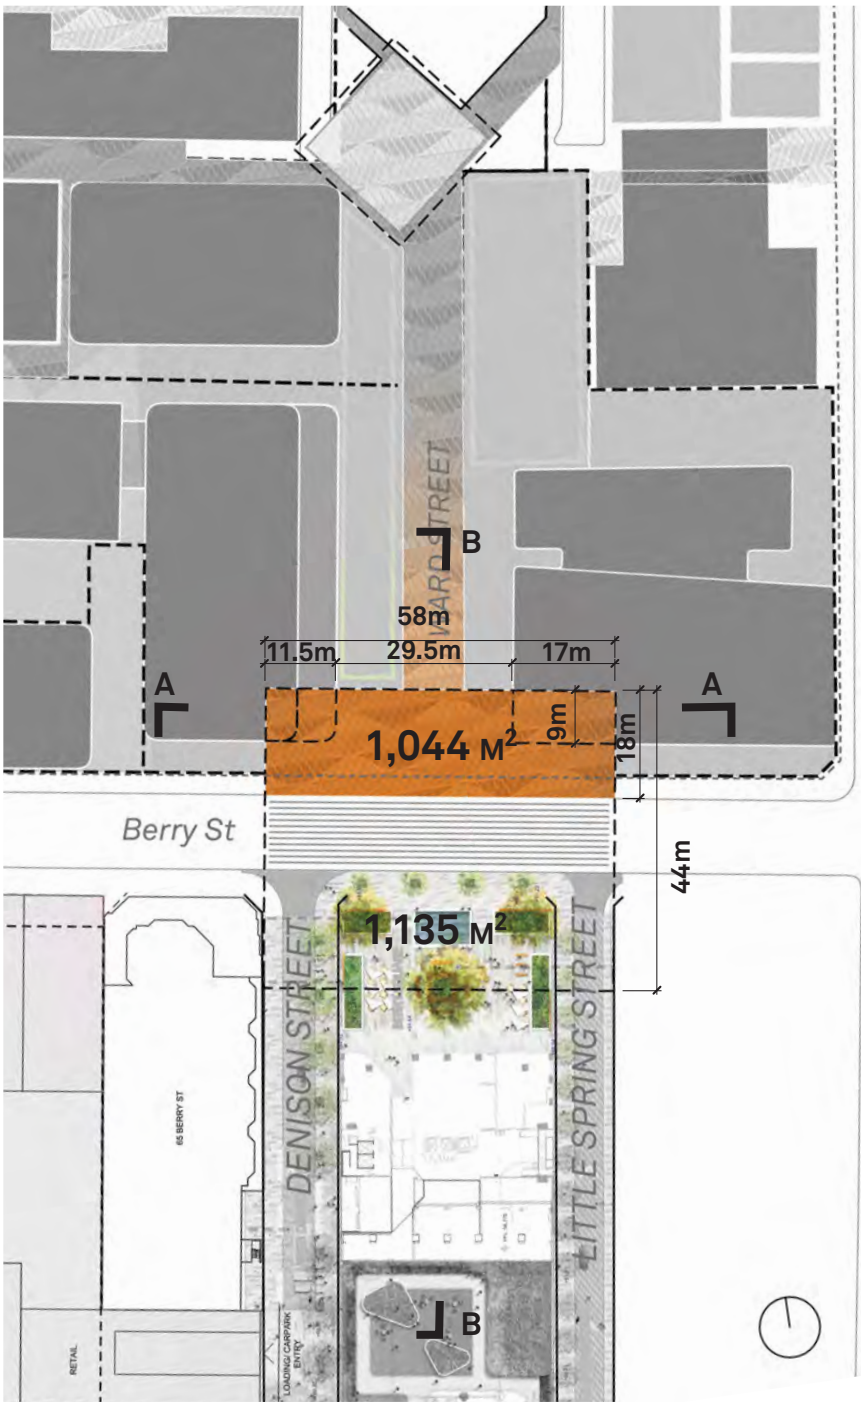 WARD STREET
B
58m
11.5m
29.5m
17m
A
A
9m
18m
1,044 M²
Berry St
44m
1,135 M²
DENISON STREET
LITTLE SPRING STREET
65 BERRY ST
B
RETAIL
LOADING/ CARPARK
ENTRY